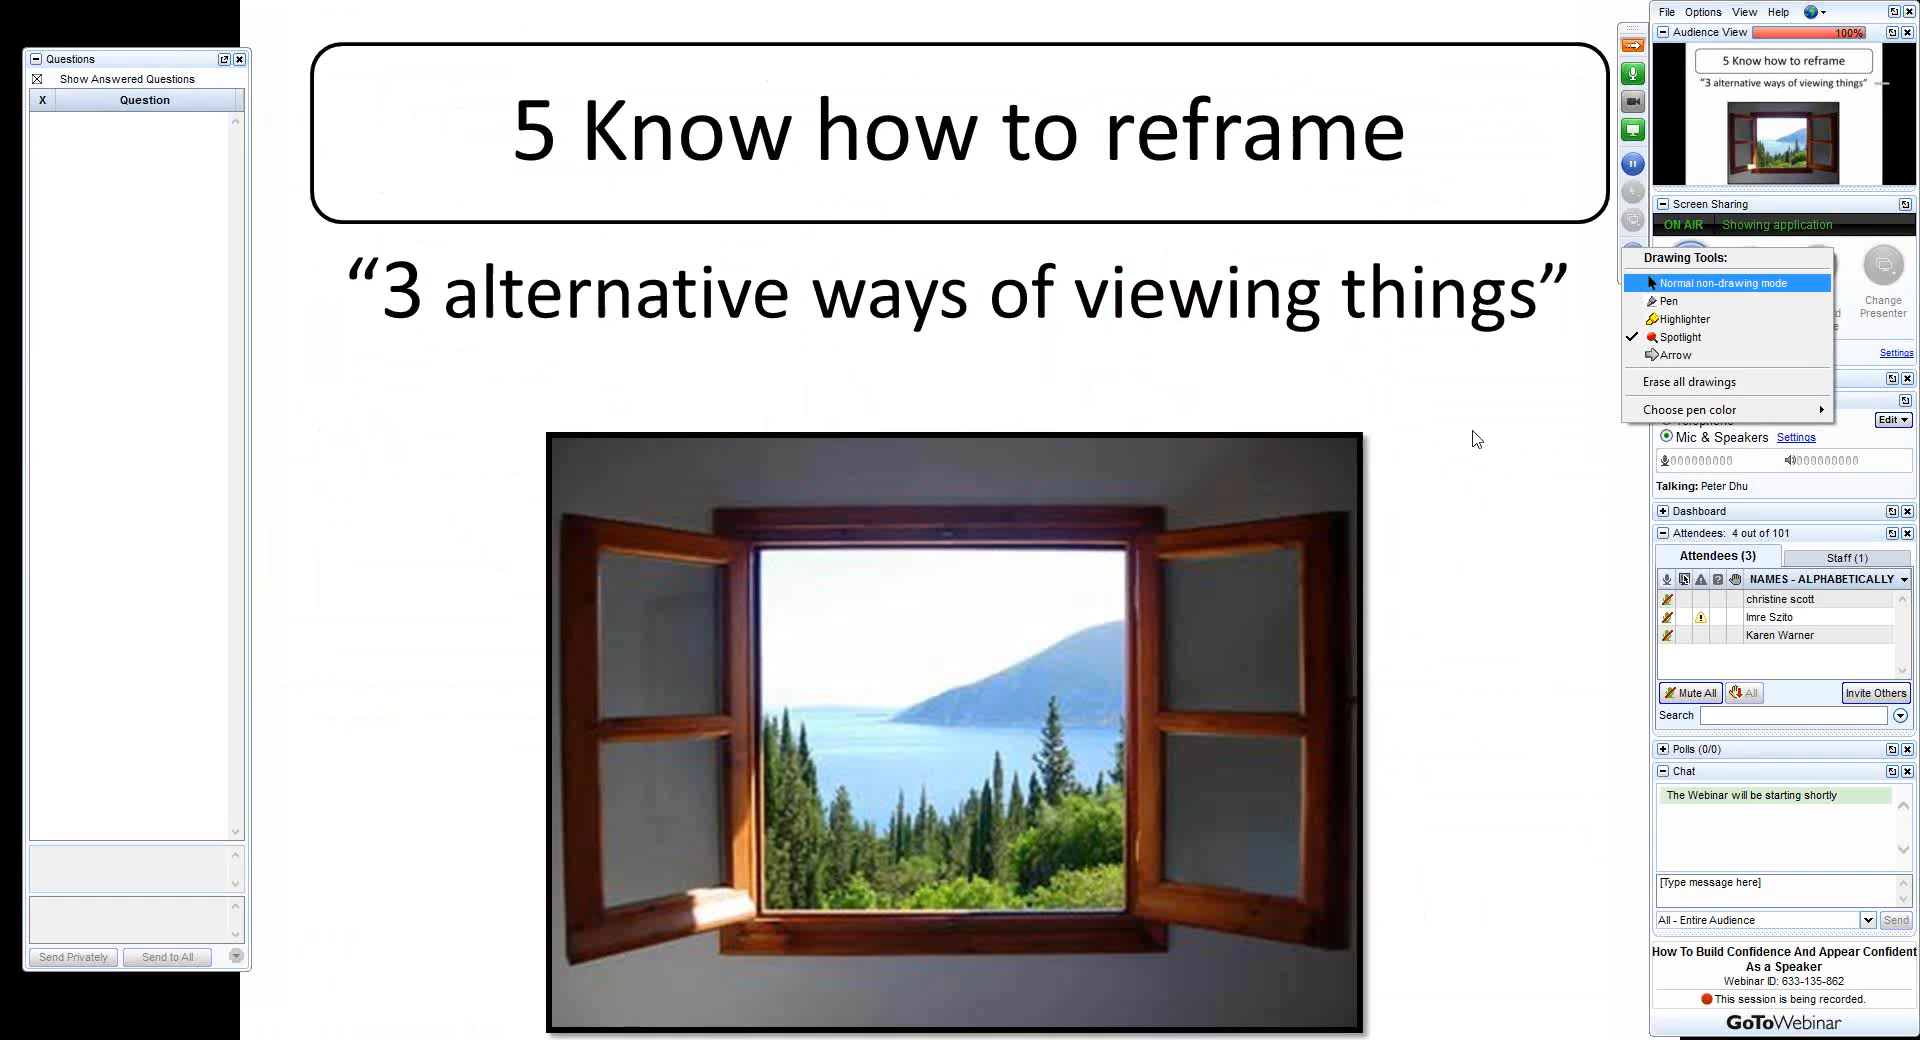 Questions
Show Answered Questions
X Question
Send Privately Send to All
5 Know how to reframe
“3 alternative ways of viewing things”
File Options View Help
Audience View 100%
5 Know how to reframe
“3 alternative ways of viewing things”
Screen Sharing
ON AIR Showing application
Drawing Tools:
Normal non-drawing mode
Pen
Highlighter
Spotlight
Arrow
Erase all drawings
Choose pen color
Change
Presenter
Settings
Edit
Mic & Speakers Settings
Talking: Peter Dhu
Dashboard
Attendees: 4 out of 101
Attendees (3) Staff (1)
NAMES - ALPHABETICALLY
christine scott
Imre Szito
Karen Warner
Mute All All Invite Others
Search
Polls (0/0)
Chat
The Webinar will be starting shortly
[Type message here]
All - Entire Audience Send
How To Build Confidence And Appear Confident
As a Speaker
Webinar ID: 633-135-862
This session is being recorded.
GoToWebinar